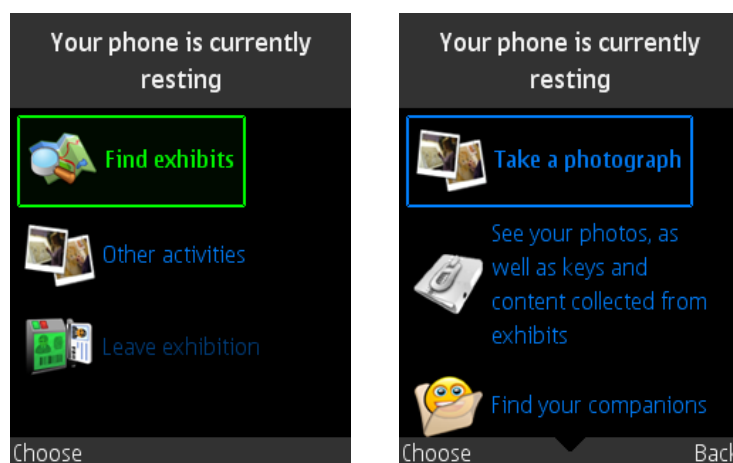 Your phone is currently
resting
Find exhibits
Other activities
Leave exhibition
Choose
Your phone is currently
resting
Take a photograph
See your photos, as
well as keys and
content collected from
exhibits
Find your companions
Choose
Back